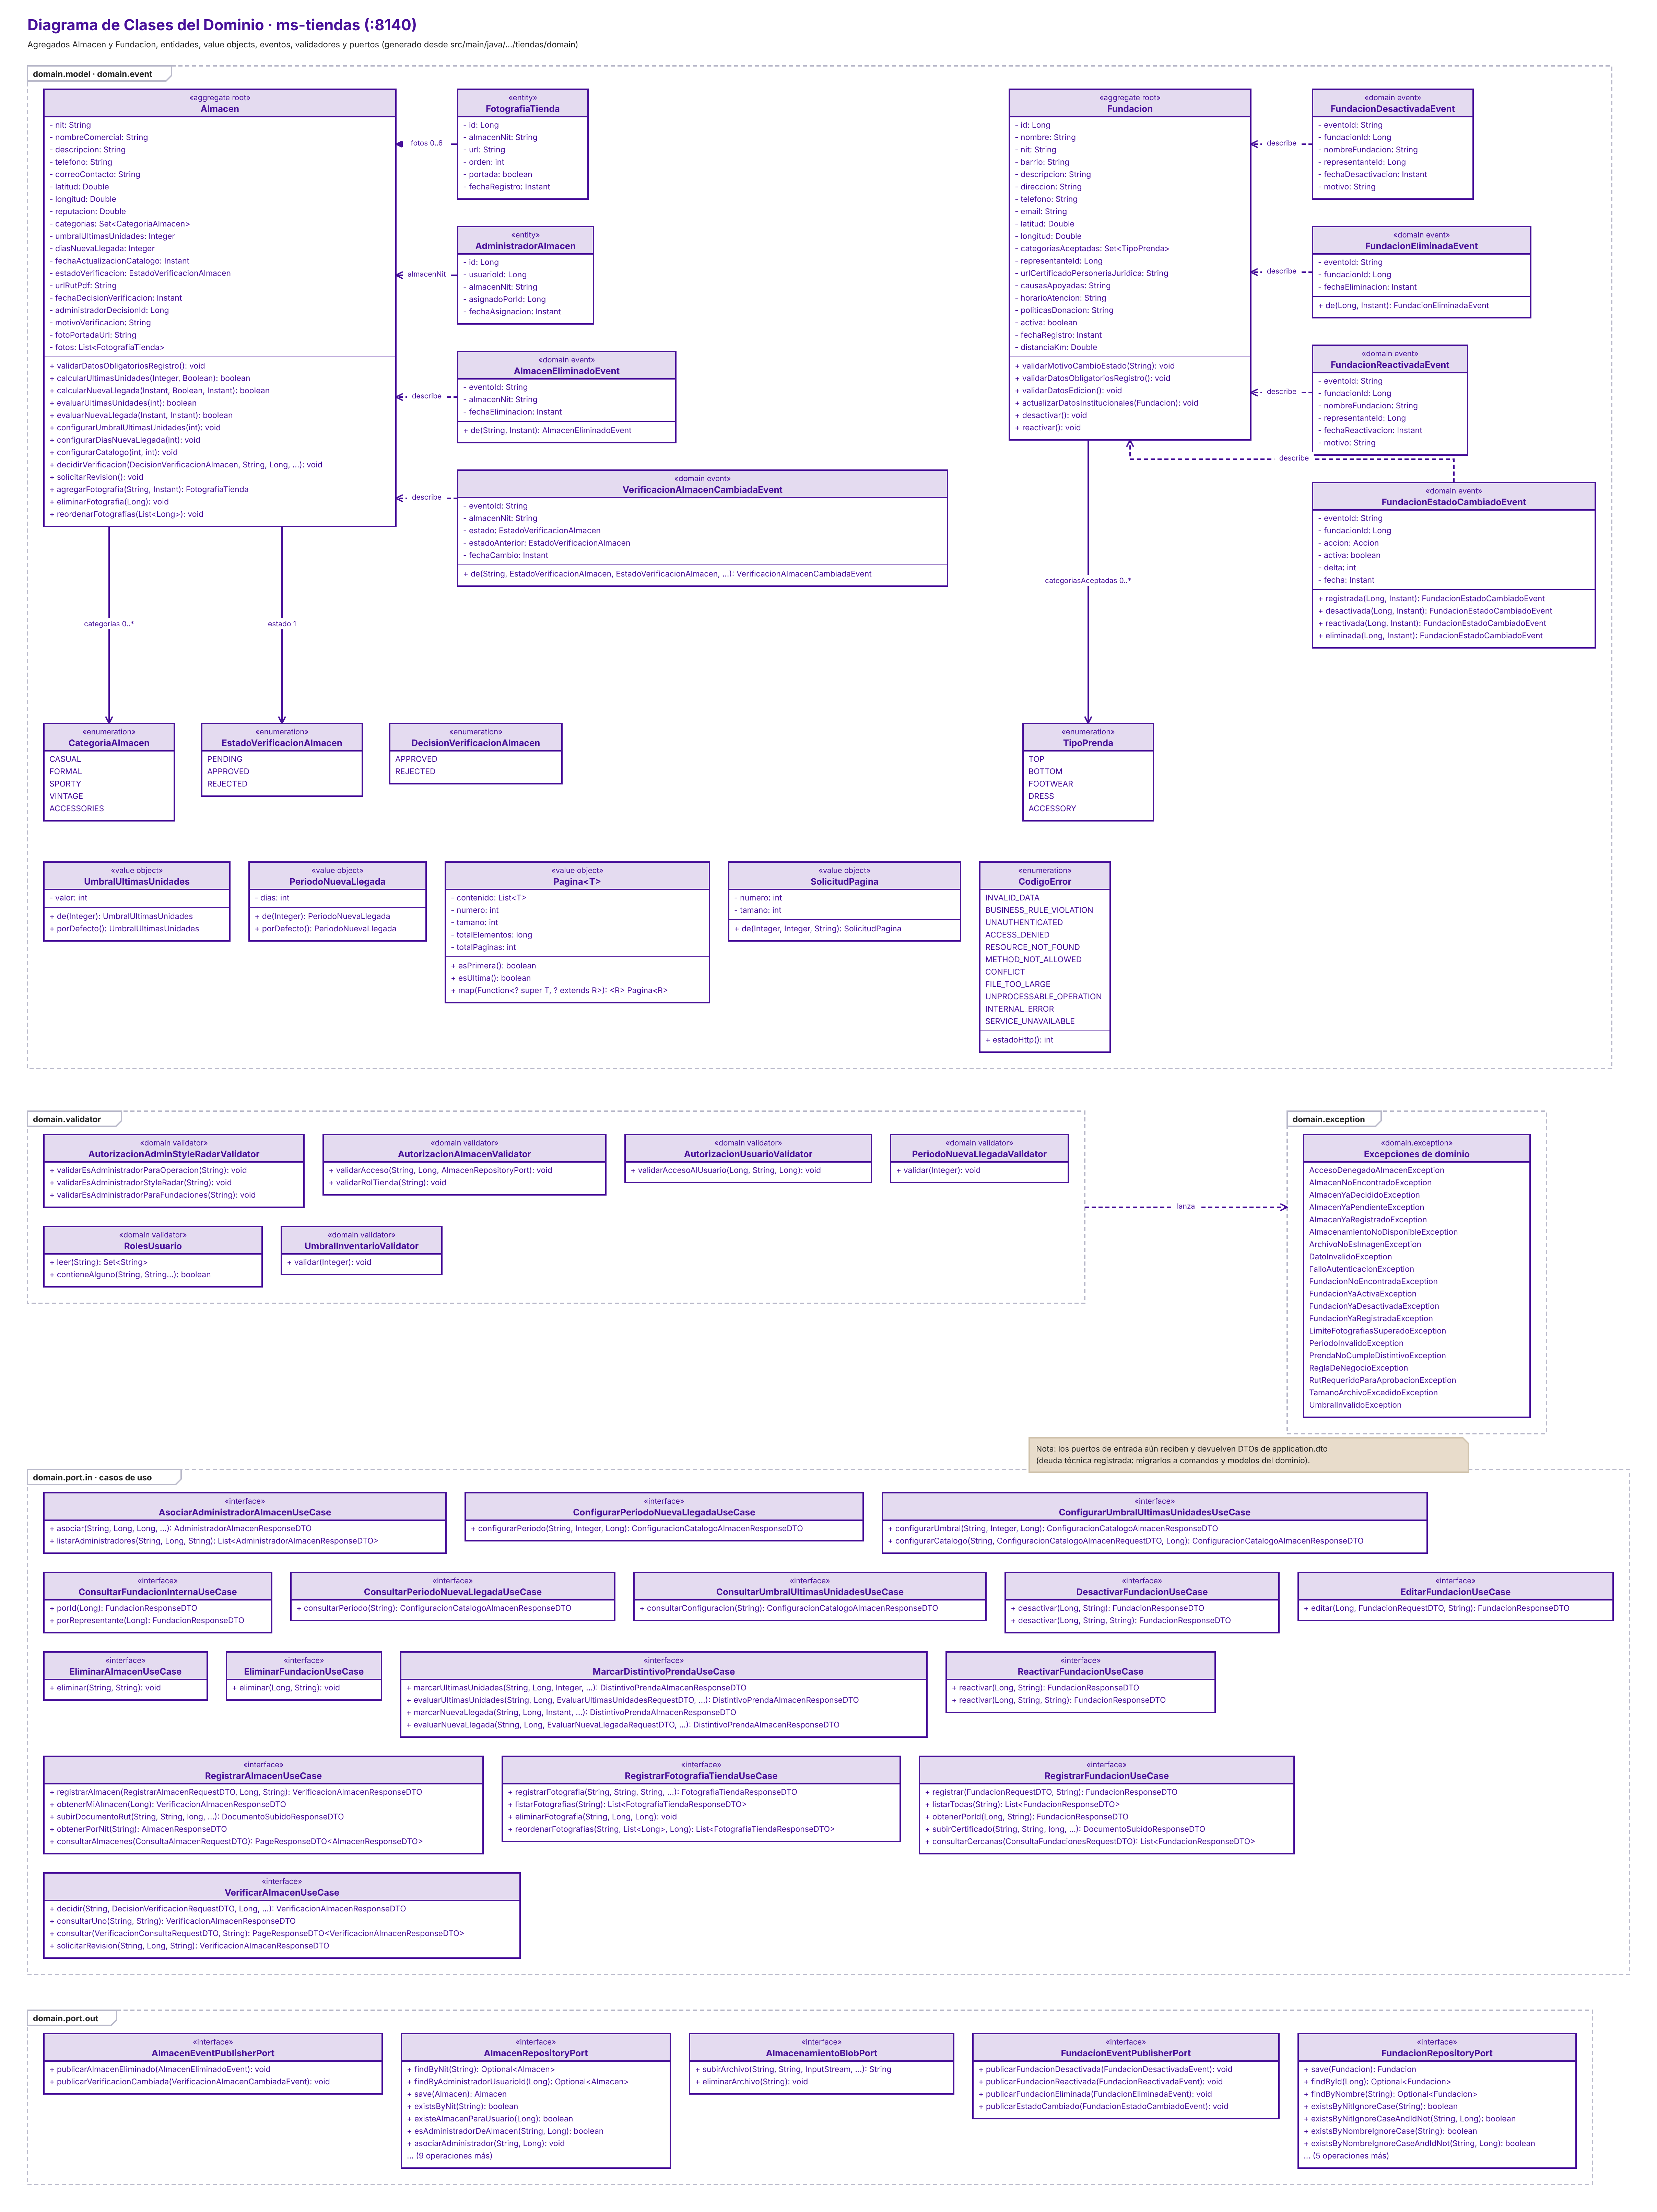 Diagrama de Clases del Dominio · ms-tiendas (:8140)
Agregados Almacen y Fundacion, entidades, value objects, eventos, validadores y puertos (generado desde src/main/java/.../tiendas/domain)
domain.model · domain.event
«aggregate root»
Almacen
- nit: String
- nombreComercial: String
- descripcion: String
- telefono: String
- correoContacto: String
- latitud: Double
- longitud: Double
- reputacion: Double
- categorias: Set<CategoriaAlmacen>
- umbralUltimasUnidades: Integer
- diasNuevaLlegada: Integer
- fechaActualizacionCatalogo: Instant
- estadoVerificacion: EstadoVerificacionAlmacen
- urlRutPdf: String
- fechaDecisionVerificacion: Instant
- administradorDecisionId: Long
- motivoVerificacion: String
- fotoPortadaUrl: String
- fotos: List<FotografiaTienda>
+ validarDatosObligatoriosRegistro(): void
+ calcularUltimasUnidades(Integer, Boolean): boolean
+ calcularNuevaLlegada(Instant, Boolean, Instant): boolean
+ evaluarUltimasUnidades(int): boolean
+ evaluarNuevaLlegada(Instant, Instant): boolean
+ configurarUmbralUltimasUnidades(int): void
+ configurarDiasNuevaLlegada(int): void
+ configurarCatalogo(int, int): void
+ decidirVerificacion(DecisionVerificacionAlmacen, String, Long, ...): void
+ solicitarRevision(): void
+ agregarFotografia(String, Instant): FotografiaTienda
+ eliminarFotografia(Long): void
+ reordenarFotografias(List<Long>): void
fotos 0..6
almacenNit
describe
describe
«entity»
FotografiaTienda
- id: Long
- almacenNit: String
- url: String
- orden: int
- portada: boolean
- fechaRegistro: Instant
«entity»
AdministradorAlmacen
- id: Long
- usuarioId: Long
- almacenNit: String
- asignadoPorId: Long
- fechaAsignacion: Instant
«domain event»
AlmacenEliminadoEvent
- eventoId: String
- almacenNit: String
- fechaEliminacion: Instant
+ de(String, Instant): AlmacenEliminadoEvent
«domain event»
VerificacionAlmacenCambiadaEvent
- eventoId: String
- almacenNit: String
- estado: EstadoVerificacionAlmacen
- estadoAnterior: EstadoVerificacionAlmacen
- fechaCambio: Instant
+ de(String, EstadoVerificacionAlmacen, EstadoVerificacionAlmacen, ...): VerificacionAlmacenCambiadaEvent
«aggregate root»
Fundacion
- id: Long
- nombre: String
- nit: String
- barrio: String
- descripcion: String
- direccion: String
- telefono: String
- email: String
- latitud: Double
- longitud: Double
- categoriasAceptadas: Set<TipoPrenda>
- representanteId: Long
- urlCertificadoPersoneriaJuridica: String
- causasApoyadas: String
- horarioAtencion: String
- politicasDonacion: String
- activa: boolean
- fechaRegistro: Instant
- distanciaKm: Double
+ validarMotivoCambioEstado(String): void
+ validarDatosObligatoriosRegistro(): void
+ validarDatosEdicion(): void
+ actualizarDatosInstitucionales(Fundacion): void
+ desactivar(): void
+ reactivar(): void
describe
describe
describe
describe
«domain event»
FundacionDesactivadaEvent
- eventoId: String
- fundacionId: Long
- nombreFundacion: String
- representanteId: Long
- fechaDesactivacion: Instant
- motivo: String
«domain event»
FundacionEliminadaEvent
- eventoId: String
- fundacionId: Long
- fechaEliminacion: Instant
+ de(Long, Instant): FundacionEliminadaEvent
«domain event»
FundacionReactivadaEvent
- eventoId: String
- fundacionId: Long
- nombreFundacion: String
- representanteId: Long
- fechaReactivacion: Instant
- motivo: String
«domain event»
FundacionEstadoCambiadoEvent
- eventoId: String
- fundacionId: Long
- accion: Accion
- activa: boolean
- delta: int
- fecha: Instant
+ registrada(Long, Instant): FundacionEstadoCambiadoEvent
+ desactivada(Long, Instant): FundacionEstadoCambiadoEvent
+ reactivada(Long, Instant): FundacionEstadoCambiadoEvent
+ eliminada(Long, Instant): FundacionEstadoCambiadoEvent
categorias 0..*
estado 1
categoriasAceptadas 0..*
«enumeration»
CategoriaAlmacen
CASUAL
FORMAL
SPORTY
VINTAGE
ACCESSORIES
«enumeration»
EstadoVerificacionAlmacen
PENDING
APPROVED
REJECTED
«enumeration»
DecisionVerificacionAlmacen
APPROVED
REJECTED
«enumeration»
TipoPrenda
TOP
BOTTOM
FOOTWEAR
DRESS
ACCESSORY
«value object»
UmbralUltimasUnidades
- valor: int
+ de(Integer): UmbralUltimasUnidades
+ porDefecto(): UmbralUltimasUnidades
«value object»
PeriodoNuevaLlegada
- dias: int
+ de(Integer): PeriodoNuevaLlegada
+ porDefecto(): PeriodoNuevaLlegada
«value object»
Pagina<T>
- contenido: List<T>
- numero: int
- tamano: int
- totalElementos: long
- totalPaginas: int
+ esPrimera(): boolean
+ esUltima(): boolean
+ map(Function<? super T, ? extends R>): <R> Pagina<R>
«value object»
SolicitudPagina
- numero: int
- tamano: int
+ de(Integer, Integer, String): SolicitudPagina
«enumeration»
CodigoError
INVALID_DATA
BUSINESS_RULE_VIOLATION
UNAUTHENTICATED
ACCESS_DENIED
RESOURCE_NOT_FOUND
METHOD_NOT_ALLOWED
CONFLICT
FILE_TOO_LARGE
UNPROCESSABLE_OPERATION
INTERNAL_ERROR
SERVICE_UNAVAILABLE
+ estadoHttp(): int
domain.validator
«domain validator»
AutorizacionAdminStyleRadarValidator
+ validarEsAdministradorParaOperacion(String): void
+ validarEsAdministradorStyleRadar(String): void
+ validarEsAdministradorParaFundaciones(String): void
«domain validator»
AutorizacionAlmacenValidator
+ validarAcceso(String, Long, AlmacenRepositoryPort): void
+ validarRolTienda(String): void
«domain validator»
AutorizacionUsuarioValidator
+ validarAccesoAlUsuario(Long, String, Long): void
«domain validator»
PeriodoNuevaLlegadaValidator
+ validar(Integer): void
«domain validator»
RolesUsuario
+ leer(String): Set<String>
+ contieneAlguno(String, String...): boolean
«domain validator»
UmbralInventarioValidator
+ validar(Integer): void
lanza
domain.exception
«domain.exception»
Excepciones de dominio
AccesoDenegadoAlmacenException
AlmacenNoEncontradoException
AlmacenYaDecididoException
AlmacenYaPendienteException
AlmacenYaRegistradoException
AlmacenamientoNoDisponibleException
ArchivoNoEsImagenException
DatoInvalidoException
FalloAutenticacionException
FundacionNoEncontradaException
FundacionYaActivaException
FundacionYaDesactivadaException
FundacionYaRegistradaException
LimiteFotografiasSuperadoException
PeriodoInvalidoException
PrendaNoCumpleDistintivoException
ReglaDeNegocioException
RutRequeridoParaAprobacionException
TamanoArchivoExcedidoException
UmbralInvalidoException
Nota: los puertos de entrada aún reciben y devuelven DTOs de application.dto
(deuda técnica registrada: migrarlos a comandos y modelos del dominio).
domain.port.in · casos de uso
«interface»
AsociarAdministradorAlmacenUseCase
+ asociar(String, Long, Long, ...): AdministradorAlmacenResponseDTO
+ listarAdministradores(String, Long, String): List<AdministradorAlmacenResponseDTO>
«interface»
ConfigurarPeriodoNuevaLlegadaUseCase
+ configurarPeriodo(String, Integer, Long): ConfiguracionCatalogoAlmacenResponseDTO
«interface»
ConfigurarUmbralUltimasUnidadesUseCase
+ configurarUmbral(String, Integer, Long): ConfiguracionCatalogoAlmacenResponseDTO
+ configurarCatalogo(String, ConfiguracionCatalogoAlmacenRequestDTO, Long): ConfiguracionCatalogoAlmacenResponseDTO
«interface»
ConsultarFundacionInternaUseCase
+ porId(Long): FundacionResponseDTO
+ porRepresentante(Long): FundacionResponseDTO
«interface»
ConsultarPeriodoNuevaLlegadaUseCase
+ consultarPeriodo(String): ConfiguracionCatalogoAlmacenResponseDTO
«interface»
ConsultarUmbralUltimasUnidadesUseCase
+ consultarConfiguracion(String): ConfiguracionCatalogoAlmacenResponseDTO
«interface»
DesactivarFundacionUseCase
+ desactivar(Long, String): FundacionResponseDTO
+ desactivar(Long, String, String): FundacionResponseDTO
«interface»
EditarFundacionUseCase
+ editar(Long, FundacionRequestDTO, String): FundacionResponseDTO
«interface»
EliminarAlmacenUseCase
+ eliminar(String, String): void
«interface»
EliminarFundacionUseCase
+ eliminar(Long, String): void
«interface»
MarcarDistintivoPrendaUseCase
+ marcarUltimasUnidades(String, Long, Integer, ...): DistintivoPrendaAlmacenResponseDTO
+ evaluarUltimasUnidades(String, Long, EvaluarUltimasUnidadesRequestDTO, ...): DistintivoPrendaAlmacenResponseDTO
+ marcarNuevaLlegada(String, Long, Instant, ...): DistintivoPrendaAlmacenResponseDTO
+ evaluarNuevaLlegada(String, Long, EvaluarNuevaLlegadaRequestDTO, ...): DistintivoPrendaAlmacenResponseDTO
«interface»
ReactivarFundacionUseCase
+ reactivar(Long, String): FundacionResponseDTO
+ reactivar(Long, String, String): FundacionResponseDTO
«interface»
RegistrarAlmacenUseCase
+ registrarAlmacen(RegistrarAlmacenRequestDTO, Long, String): VerificacionAlmacenResponseDTO
+ obtenerMiAlmacen(Long): VerificacionAlmacenResponseDTO
+ subirDocumentoRut(String, String, long, ...): DocumentoSubidoResponseDTO
+ obtenerPorNit(String): AlmacenResponseDTO
+ consultarAlmacenes(ConsultaAlmacenRequestDTO): PageResponseDTO<AlmacenResponseDTO>
«interface»
RegistrarFotografiaTiendaUseCase
+ registrarFotografia(String, String, String, ...): FotografiaTiendaResponseDTO
+ listarFotografias(String): List<FotografiaTiendaResponseDTO>
+ eliminarFotografia(String, Long, Long): void
+ reordenarFotografias(String, List<Long>, Long): List<FotografiaTiendaResponseDTO>
«interface»
RegistrarFundacionUseCase
+ registrar(FundacionRequestDTO, String): FundacionResponseDTO
+ listarTodas(String): List<FundacionResponseDTO>
+ obtenerPorId(Long, String): FundacionResponseDTO
+ subirCertificado(String, String, long, ...): DocumentoSubidoResponseDTO
+ consultarCercanas(ConsultaFundacionesRequestDTO): List<FundacionResponseDTO>
«interface»
VerificarAlmacenUseCase
+ decidir(String, DecisionVerificacionRequestDTO, Long, ...): VerificacionAlmacenResponseDTO
+ consultarUno(String, String): VerificacionAlmacenResponseDTO
+ consultar(VerificacionConsultaRequestDTO, String): PageResponseDTO<VerificacionAlmacenResponseDTO>
+ solicitarRevision(String, Long, String): VerificacionAlmacenResponseDTO
domain.port.out
«interface»
AlmacenEventPublisherPort
+ publicarAlmacenEliminado(AlmacenEliminadoEvent): void
+ publicarVerificacionCambiada(VerificacionAlmacenCambiadaEvent): void
«interface»
AlmacenRepositoryPort
+ findByNit(String): Optional<Almacen>
+ findByAdministradorUsuarioId(Long): Optional<Almacen>
+ save(Almacen): Almacen
+ existsByNit(String): boolean
+ existeAlmacenParaUsuario(Long): boolean
+ esAdministradorDeAlmacen(String, Long): boolean
+ asociarAdministrador(String, Long): void
... (9 operaciones más)
«interface»
AlmacenamientoBlobPort
+ subirArchivo(String, String, InputStream, ...): String
+ eliminarArchivo(String): void
«interface»
FundacionEventPublisherPort
+ publicarFundacionDesactivada(FundacionDesactivadaEvent): void
+ publicarFundacionReactivada(FundacionReactivadaEvent): void
+ publicarFundacionEliminada(FundacionEliminadaEvent): void
+ publicarEstadoCambiado(FundacionEstadoCambiadoEvent): void
«interface»
FundacionRepositoryPort
+ save(Fundacion): Fundacion
+ findById(Long): Optional<Fundacion>
+ findByNombre(String): Optional<Fundacion>
+ existsByNitIgnoreCase(String): boolean
+ existsByNitIgnoreCaseAndIdNot(String, Long): boolean
+ existsByNombreIgnoreCase(String): boolean
+ existsByNombreIgnoreCaseAndIdNot(String, Long): boolean
... (5 operaciones más)